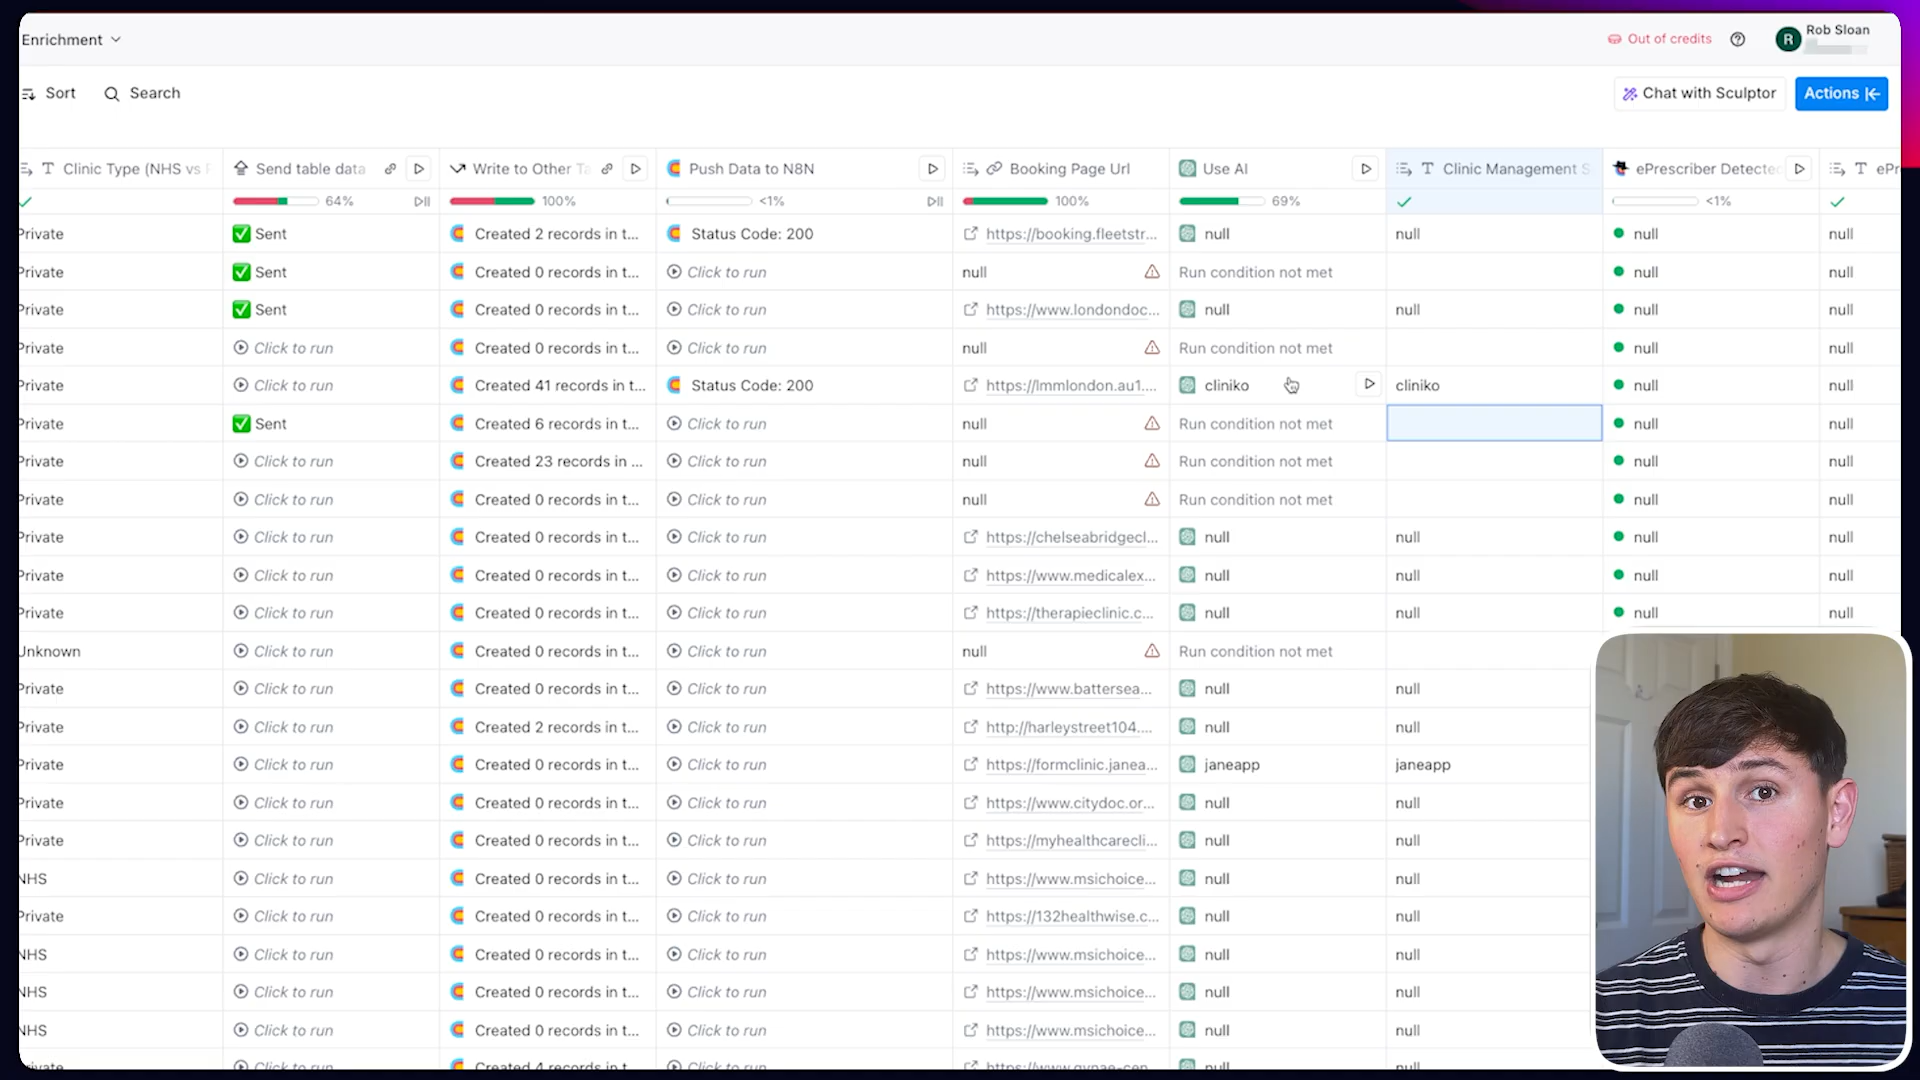 Enrichment
Out of credits
R
Rob Sloan
Sort Search
Chat with Sculptor Actions
Clinic Type (NHS vs Send table data Write to Other Push Data to N8N Booking Page Url Use AI Clinic Management ePrescriber Detecte
64% 100% <1% 100% 69% <1%
Private Sent Created 2 records in t... Status Code: 200 https://booking.fleetstr... null null null null
Private Sent Created 0 records in t... Click to run null Run condition not met null null
Private Sent Created 0 records in t... Click to run https://www.londondoc... null null null null
Private Click to run Created 0 records in t... Click to run null Run condition not met null null
Private Click to run Created 41 records in t... Status Code: 200 https://lmmlondon.au1.... cliniko cliniko null null
Private Sent Created 6 records in t... Click to run null Run condition not met null null
Private Click to run Created 23 records in ... Click to run null Run condition not met null null
Private Click to run Created 0 records in t... Click to run null Run condition not met null null
Private Click to run Created 0 records in t... Click to run https://chelseabridgecl... null null null null
Private Click to run Created 0 records in t... Click to run https://www.medicalex... null null null null
Private Click to run Created 0 records in t... Click to run https://therapieclinic.c... null null null null
Unknown Click to run Created 0 records in t... Click to run null Run condition not met
Private Click to run Created 0 records in t... Click to run https://www.battersea... null null
Private Click to run Created 2 records in t... Click to run http://harleystreet104.... null null
Private Click to run Created 0 records in t... Click to run https://formclinic.janea... janeapp janeapp
Private Click to run Created 0 records in t... Click to run https://www.citydoc.or... null null
Private Click to run Created 0 records in t... Click to run https://myhealthcarecli... null null
NHS Click to run Created 0 records in t... Click to run https://www.msichoice... null null
Private Click to run Created 0 records in t... Click to run https://132healthwise.c... null null
NHS Click to run Created 0 records in t... Click to run https://www.msichoice... null null
NHS Click to run Created 0 records in t... Click to run https://www.msichoice... null null
NHS Click to run Created 0 records in t... Click to run https://www.msichoice... null null
Private Click to run Created 4 records in t... Click to run https://www.gynae-cen... null null